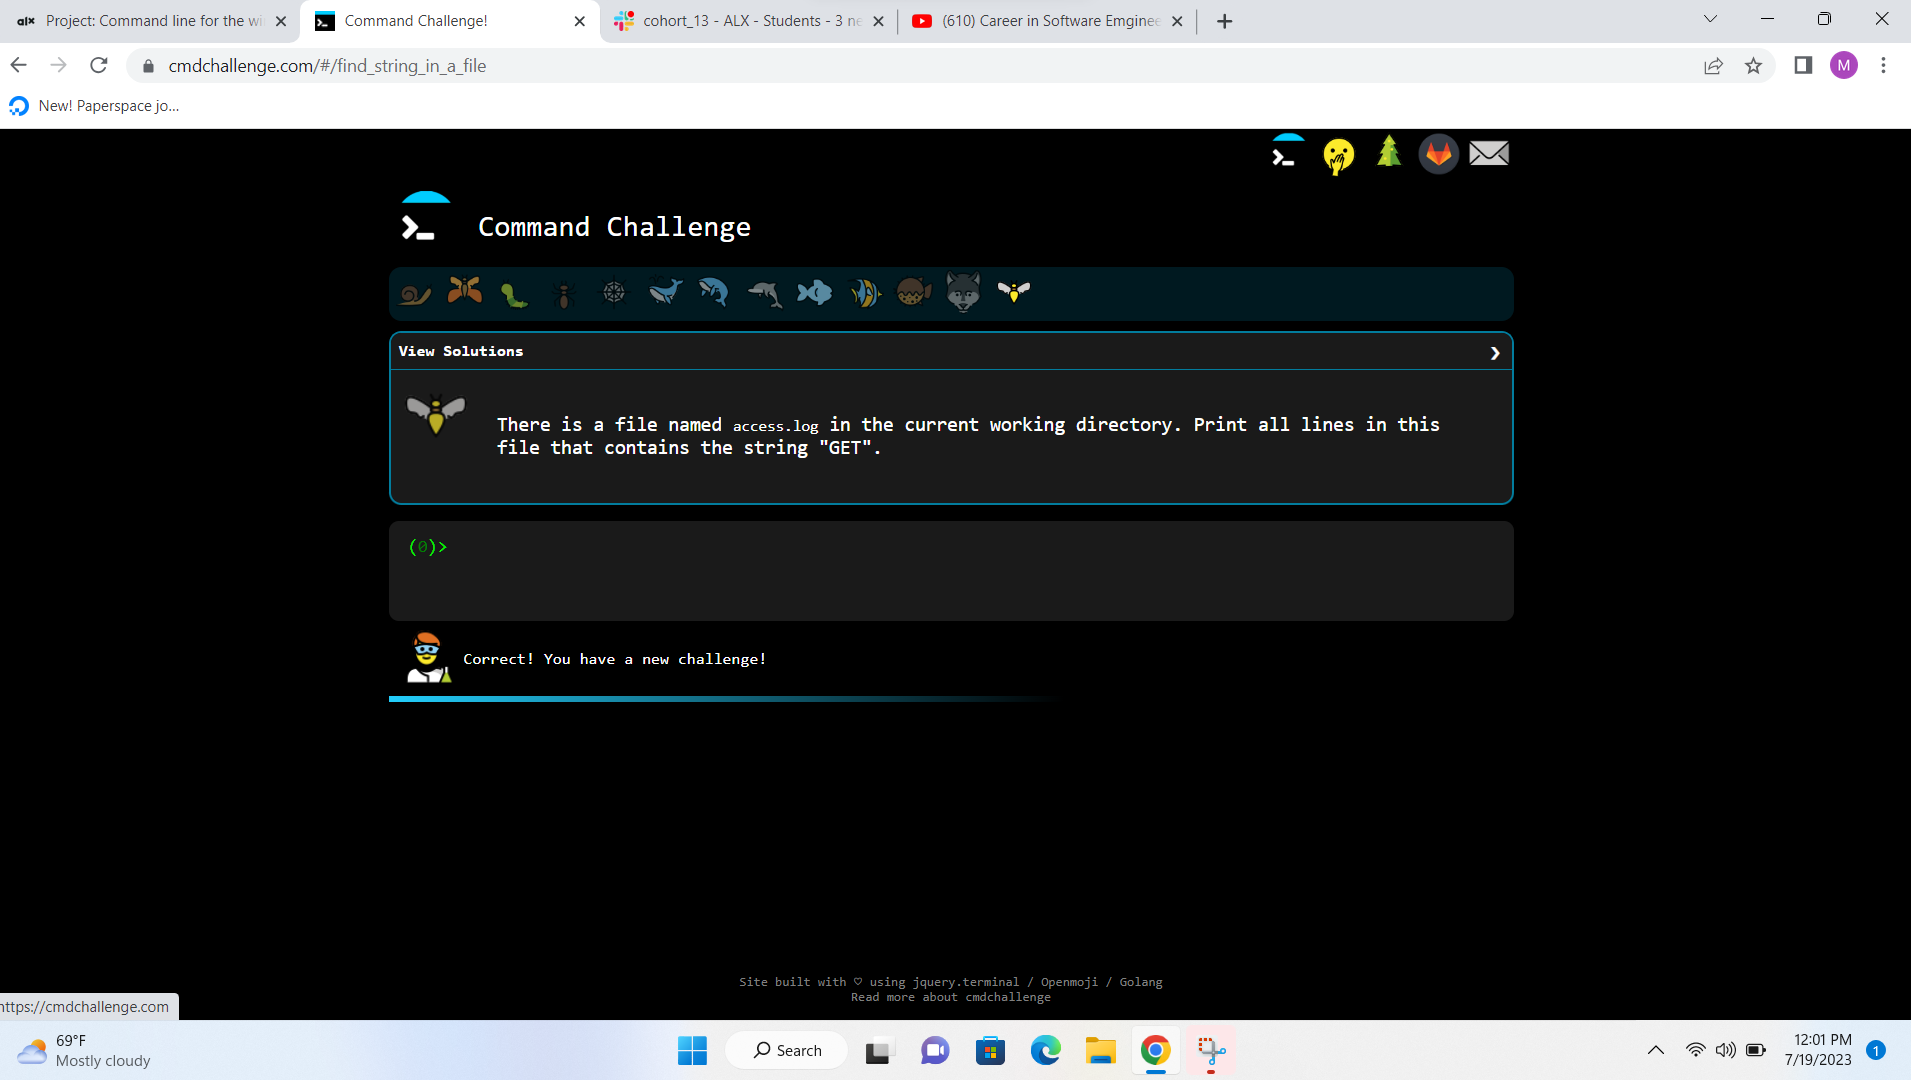 alx Project: Command line for the wi
Command Challenge!
cohort_13 - ALX - Students - 3 ne
(610) Career in Software Emginee
cmdchallenge.com/#/find_string_in_a_file
M
New! Paperspace jo...
Command Challenge
View Solutions
There is a file named access.log in the current working directory. Print all lines in this
file that contains the string "GET".
(0)>
Correct! You have a new challenge!
Site built with ♡ using jquery.terminal / Openmoji / Golang
Read more about cmdchallenge
https://cmdchallenge.com
69°F
Mostly cloudy
Search
12:01 PM
7/19/2023
1